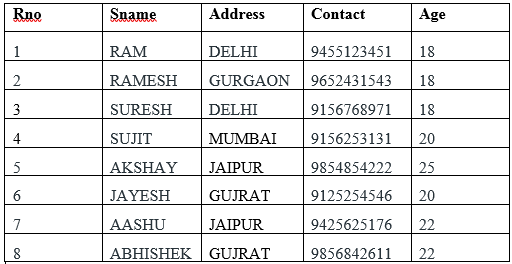 Rno Sname Address Contact Age
1 RAM DELHI 9455123451 18
2 RAMESH GURGAON 9652431543 18
3 SURESH DELHI 9156768971 18
4 SUJIT MUMBAI 9156253131 20
5 AKSHAY JAIPUR 9854854222 25
6 JAYESH GUJRAT 9125254546 20
7 AASHU JAIPUR 9425625176 22
8 ABHISHEK GUJRAT 9856842611 22